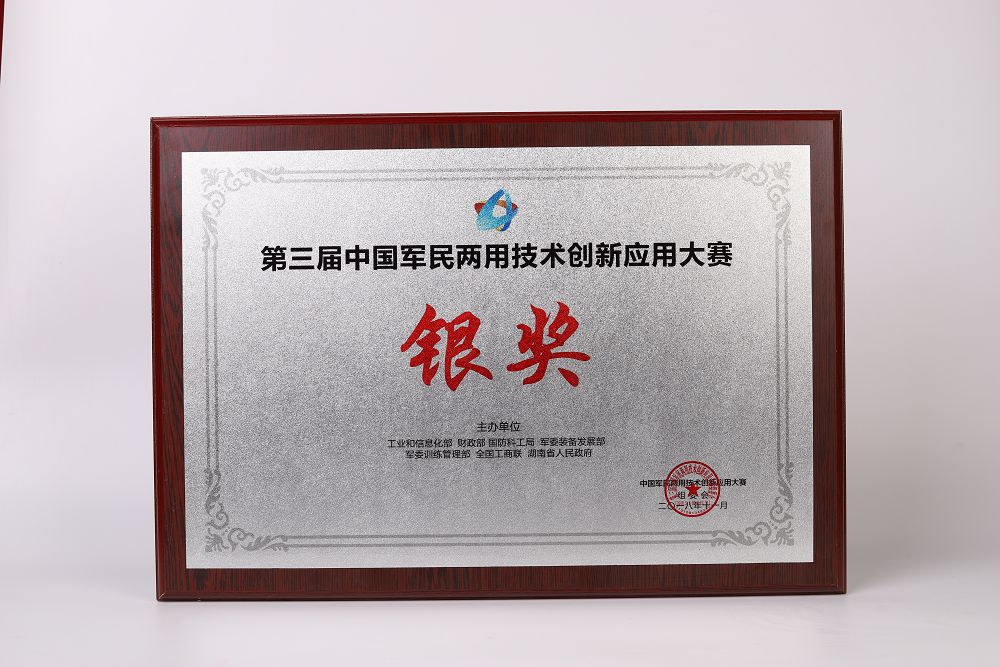 第三届中国军民两用技术创新应用大赛
银奖
主办单位
工业和信息化部 财政部 国防科工局 军委装备发展部
军委训练管理部 全国工商联 湖南省人民政府
中国军民两用技术创新应用大赛
组委会
二〇一八年十一月